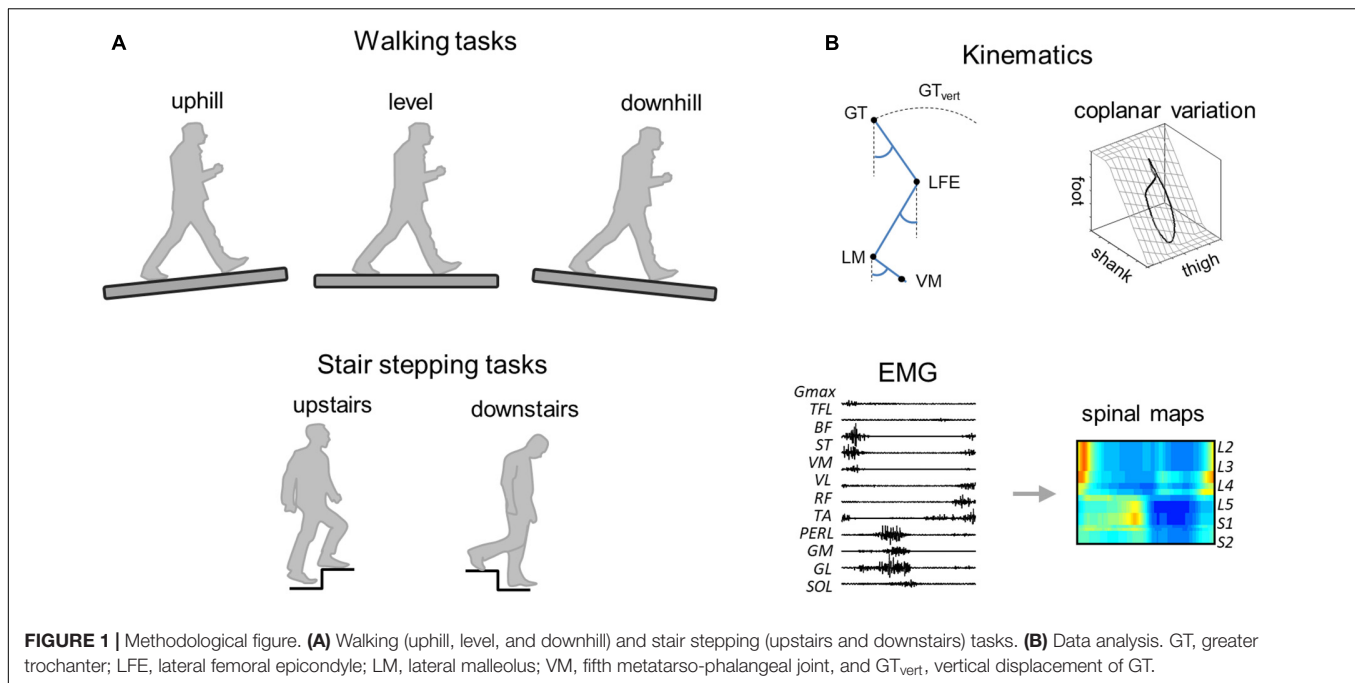 A
Walking tasks
uphill
level
downhill
Stair stepping tasks
upstairs
downstairs
B
Kinematics
GTvert
GT
LFE
LM
VM
coplanar variation
foot
shank
thigh
EMG
Gmax
TFL
BF
ST
VM
VL
RF
TA
PERL
GM
GL
SOL
spinal maps
L2
L3
L4
L5
S1
S2
FIGURE 1 | Methodological figure. (A) Walking (uphill, level, and downhill) and stair stepping (upstairs and downstairs) tasks. (B) Data analysis. GT, greater
trochanter; LFE, lateral femoral epicondyle; LM, lateral malleolus; VM, fifth metatarso-phalangeal joint, and GTvert, vertical displacement of GT.